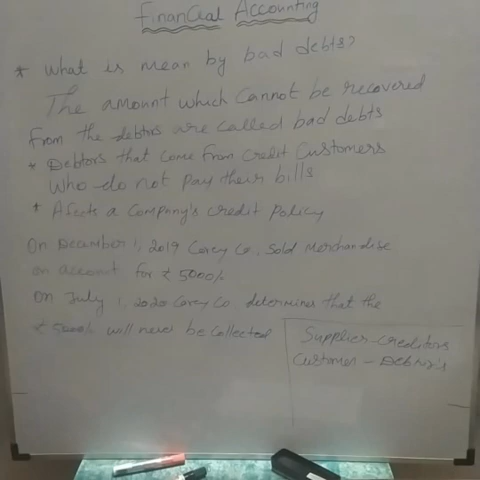 Financial Accounting
* What is mean by bad debts?
The amount which cannot be recovered
from the debtors are called bad debts
* Debtors that come from credit customers
who do not pay their bills
* Afects a company's credit policy
On December 1, 2019 Carey Co, Sold Merchandise
on account for ₹ 5000/-
On July 1, 2020 Carey Co determines that the
₹ 5000/- will never be collected
Supplier - creditors
Customer - Debtor's